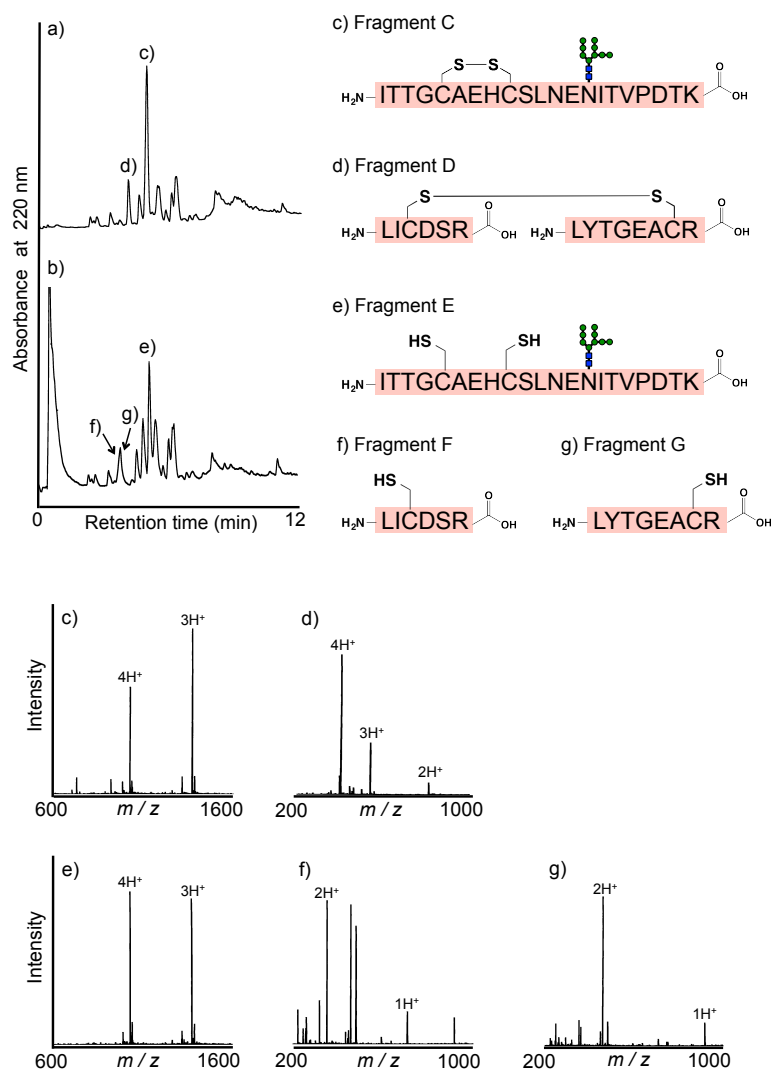 a)
c)
d)
Absorbance at 220 nm
b)
e)
f)
g)
0
12
Retention time (min)
c) Fragment C
S S
H₂N ITTGCAEHCSLNENITVPDTK O OH
d) Fragment D
S S
H₂N LICDSR O OH H₂N LYTGEACR O OH
e) Fragment E
HS SH
H₂N ITTGCAEHCSLNENITVPDTK O OH
f) Fragment F
HS
H₂N LICDSR O OH
g) Fragment G
SH
H₂N LYTGEACR O OH
c)
Intensity
4H⁺
3H⁺
600 m / z 1600
d)
4H⁺
3H⁺
2H⁺
200 m / z 1000
e)
Intensity
4H⁺
3H⁺
600 m / z 1600
f)
2H⁺
1H⁺
200 m / z 1000
g)
2H⁺
1H⁺
200 m / z 1000